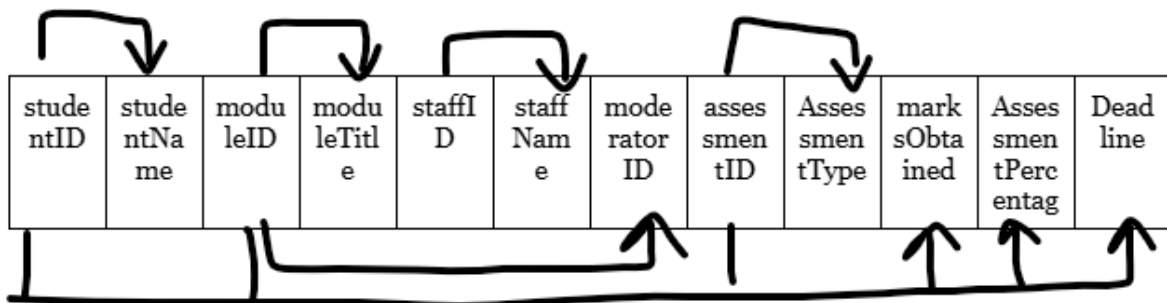 stude
ntID
stude
ntNa
me
modu
leID
modu
leTitl
e
staffI
D
staff
Nam
e
mode
rator
ID
asses
smen
tID
Asses
smen
tType
mark
sObta
ined
Asses
smen
tPerc
entag
Dead
line